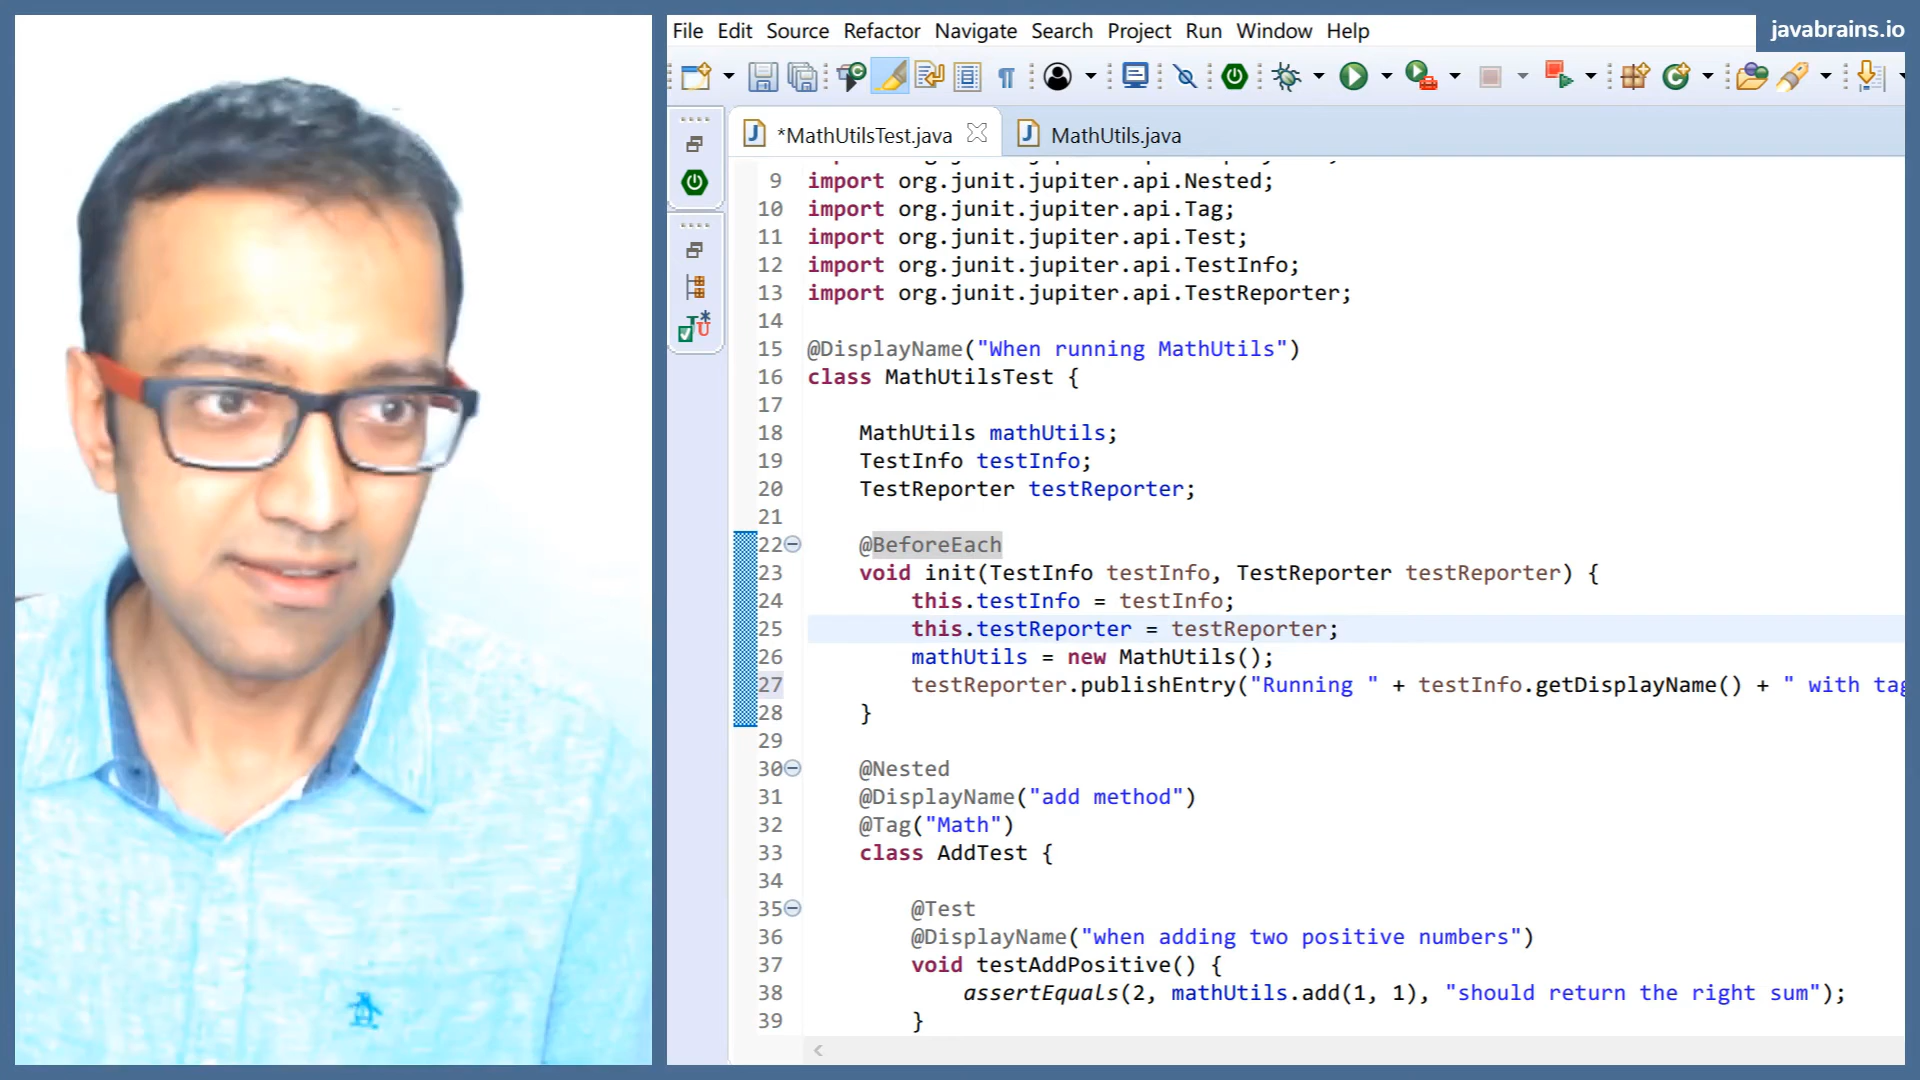 javabrains.io
File Edit Source Refactor Navigate Search Project Run Window Help
*MathUtilsTest.java
MathUtils.java
9 import org.junit.jupiter.api.Nested;
10 import org.junit.jupiter.api.Tag;
11 import org.junit.jupiter.api.Test;
12 import org.junit.jupiter.api.TestInfo;
13 import org.junit.jupiter.api.TestReporter;
14
15 @DisplayName("When running MathUtils")
16 class MathUtilsTest {
17
18 MathUtils mathUtils;
19 TestInfo testInfo;
20 TestReporter testReporter;
21
22 @BeforeEach
23 void init(TestInfo testInfo, TestReporter testReporter) {
24 this.testInfo = testInfo;
25 this.testReporter = testReporter;
26 mathUtils = new MathUtils();
27 testReporter.publishEntry("Running " + testInfo.getDisplayName() + " with tag
28 }
29
30 @Nested
31 @DisplayName("add method")
32 @Tag("Math")
33 class AddTest {
34
35 @Test
36 @DisplayName("when adding two positive numbers")
37 void testAddPositive() {
38 assertEquals(2, mathUtils.add(1, 1), "should return the right sum");
39 }